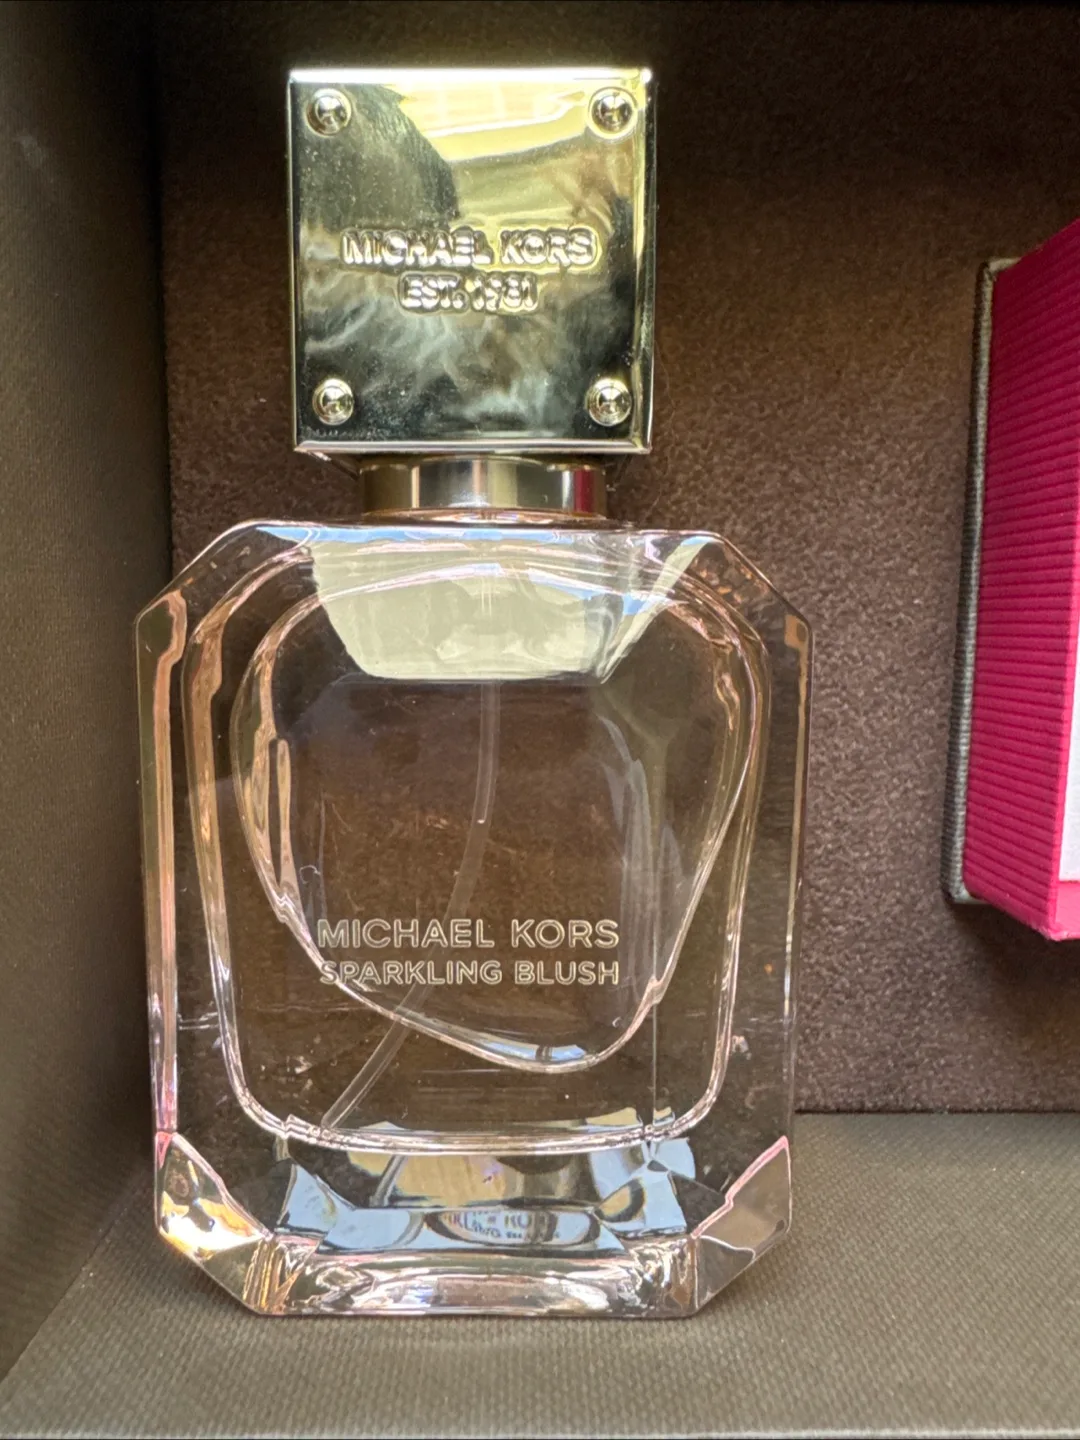 MICHAEL KORS
EST. 1981
MICHAEL KORS
SPARKLING BLUSH